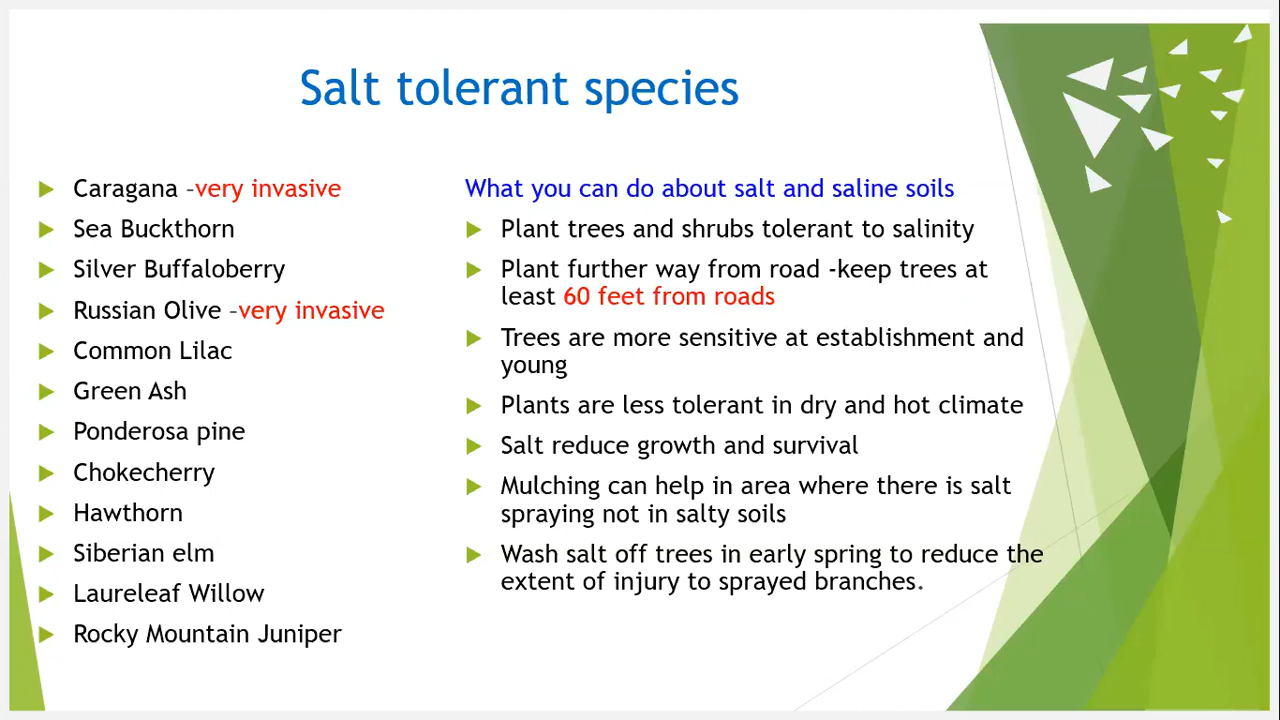 Salt tolerant species
Caragana –very invasive
Sea Buckthorn
Silver Buffaloberry
Russian Olive –very invasive
Common Lilac
Green Ash
Ponderosa pine
Chokecherry
Hawthorn
Siberian elm
Laureleaf Willow
Rocky Mountain Juniper
What you can do about salt and saline soils
Plant trees and shrubs tolerant to salinity
Plant further way from road -keep trees at
least 60 feet from roads
Trees are more sensitive at establishment and
young
Plants are less tolerant in dry and hot climate
Salt reduce growth and survival
Mulching can help in area where there is salt
spraying not in salty soils
Wash salt off trees in early spring to reduce the
extent of injury to sprayed branches.